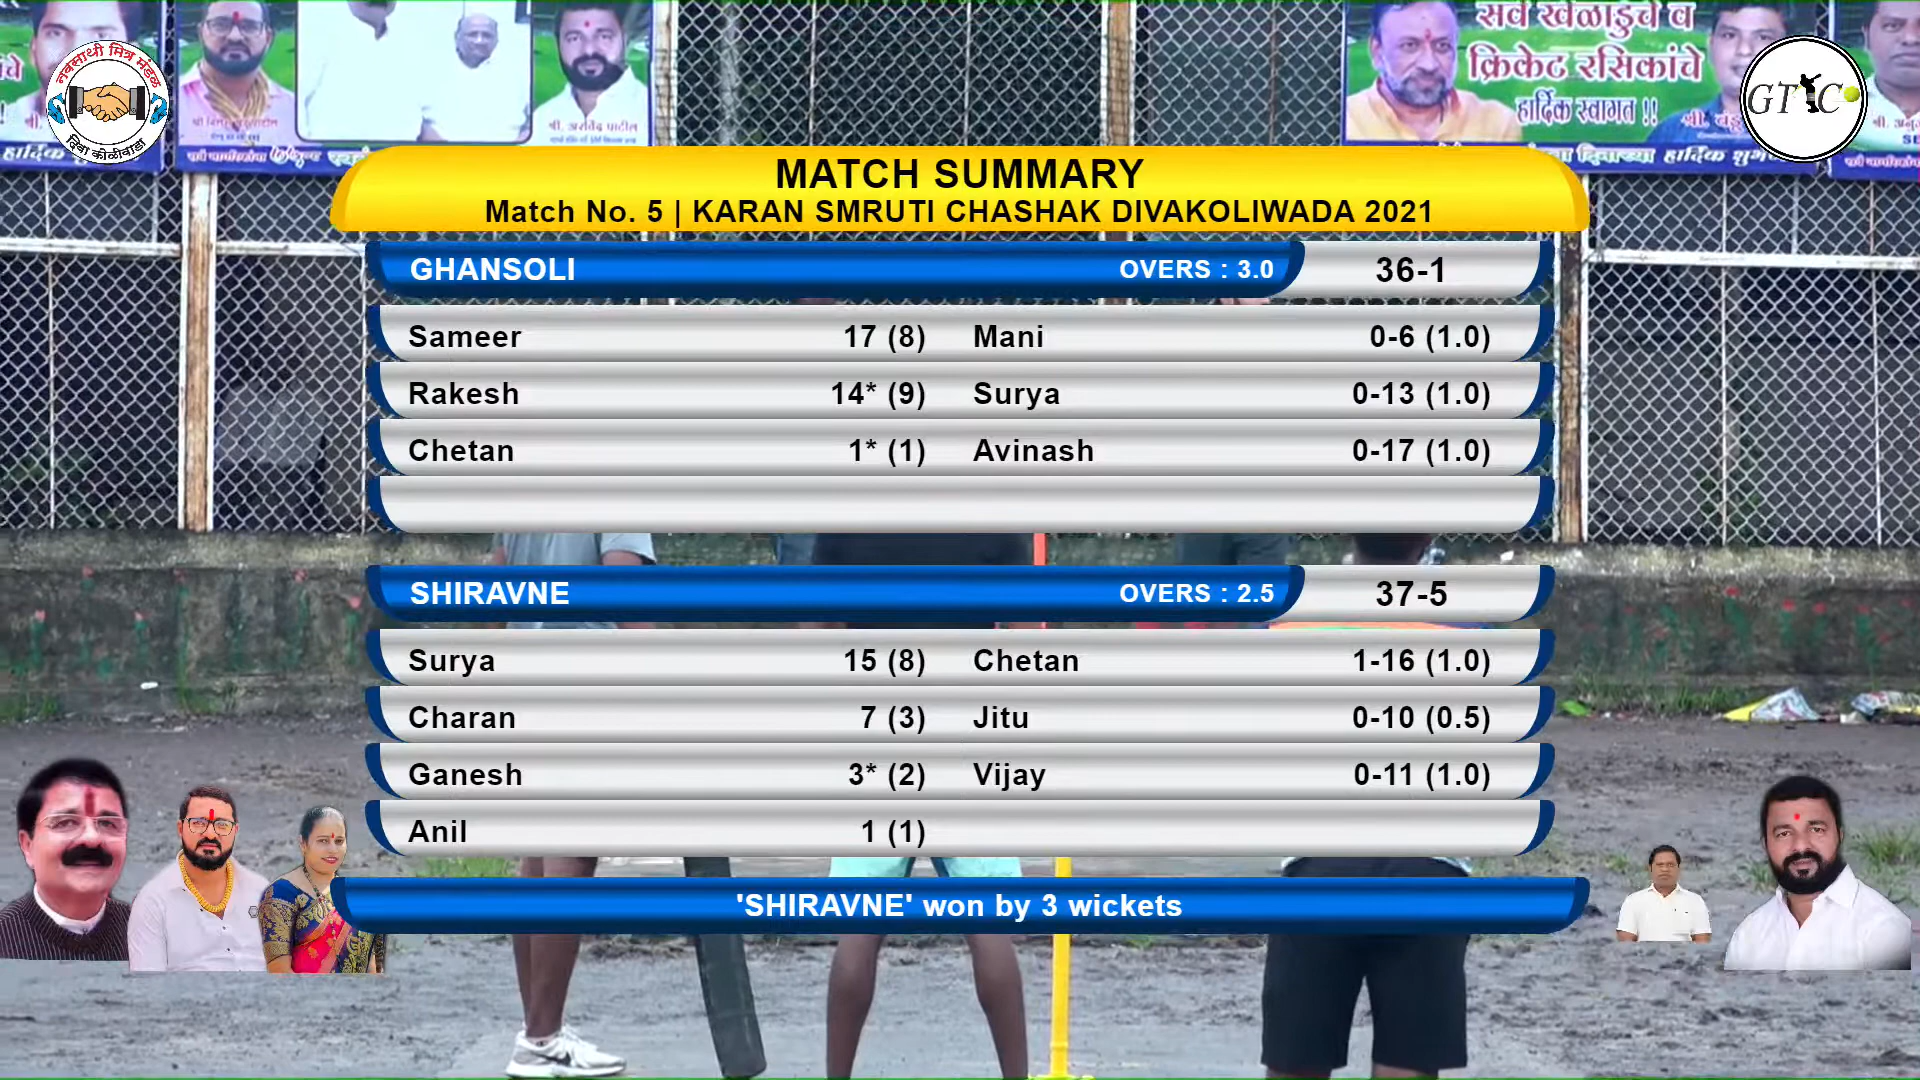 सर्व खेळाडूंचे व
क्रिकेट रसिकांचे
हार्दिक स्वागत !!
नवसाथी मित्र मंडळ
दिवा कोळीवाडा
GTCC
श्री. अरविंद पाटील
हार्दिक
दिनाच्या हार्दिक
MATCH SUMMARY
Match No. 5 | KARAN SMRUTI CHASHAK DIVAKOLIWADA 2021
GHANSOLI OVERS : 3.0 36-1
Sameer 17 (8) Mani 0-6 (1.0)
Rakesh 14* (9) Surya 0-13 (1.0)
Chetan 1* (1) Avinash 0-17 (1.0)
SHIRAVNE OVERS : 2.5 37-5
Surya 15 (8) Chetan 1-16 (1.0)
Charan 7 (3) Jitu 0-10 (0.5)
Ganesh 3* (2) Vijay 0-11 (1.0)
Anil 1 (1)
'SHIRAVNE' won by 3 wickets